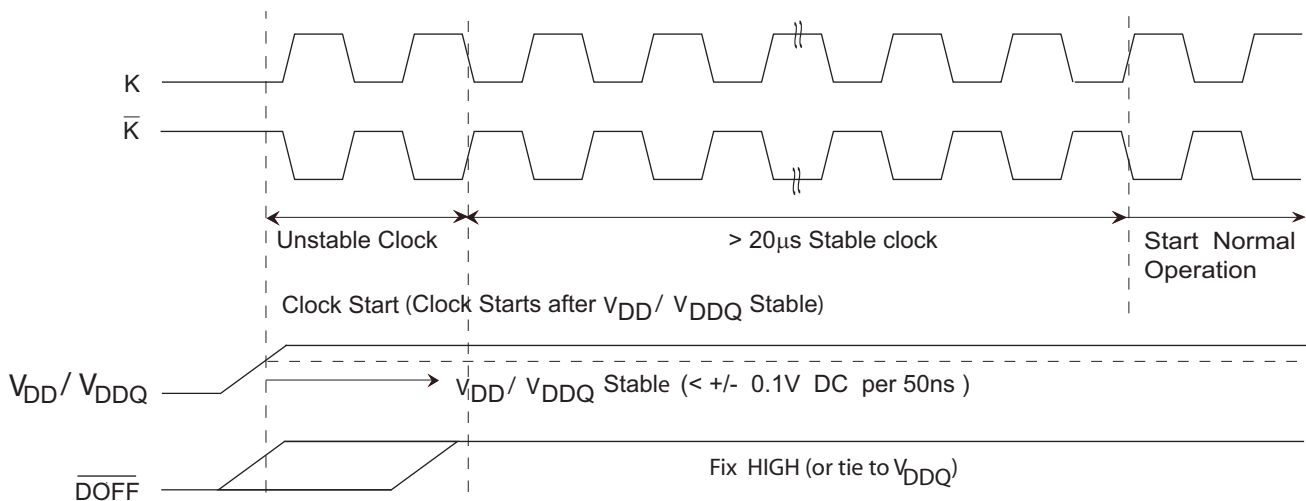 K
K̅
Unstable Clock
> 20μs Stable clock
Start Normal
Operation
Clock Start (Clock Starts after VDD / VDDQ Stable)
VDD / VDDQ
VDD / VDDQ Stable (< +/- 0.1V DC per 50ns )
D̅O̅F̅F̅
Fix HIGH (or tie to VDDQ)